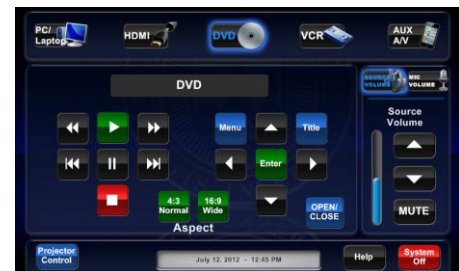 PC/
Laptop
HDMI
DVD
VCR
AUX
A/V
DVD
SOURCE
VOLUME
MIC
VOLUME
Source
Volume
Menu
Title
Enter
4:3
Normal
16:9
Wide
OPEN/
CLOSE
MUTE
Aspect
Projector
Control
July 12, 2012 - 12:45 PM
Help
System
Off